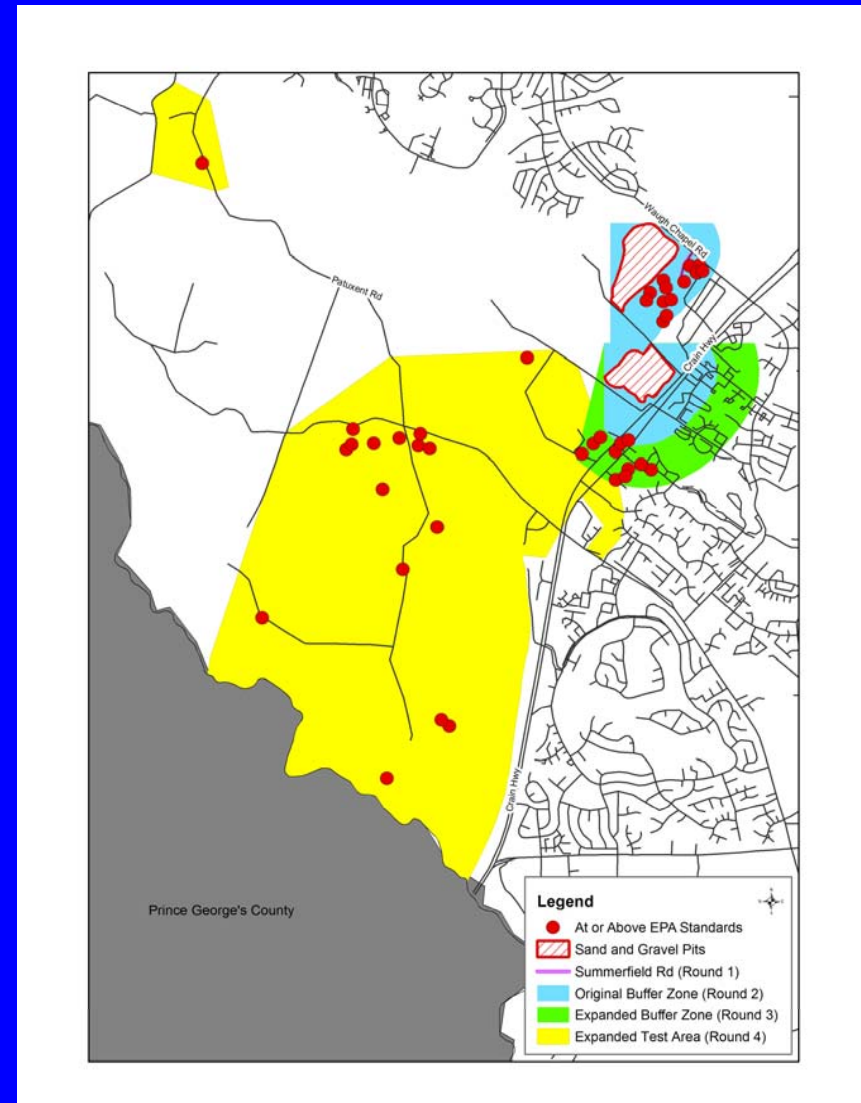 Waugh Chapel Rd
Patuxent Rd
Crain Hwy
Crain Hwy
Prince George's County
Legend
At or Above EPA Standards
Sand and Gravel Pits
Summerfield Rd (Round 1)
Original Buffer Zone (Round 2)
Expanded Buffer Zone (Round 3)
Expanded Test Area (Round 4)